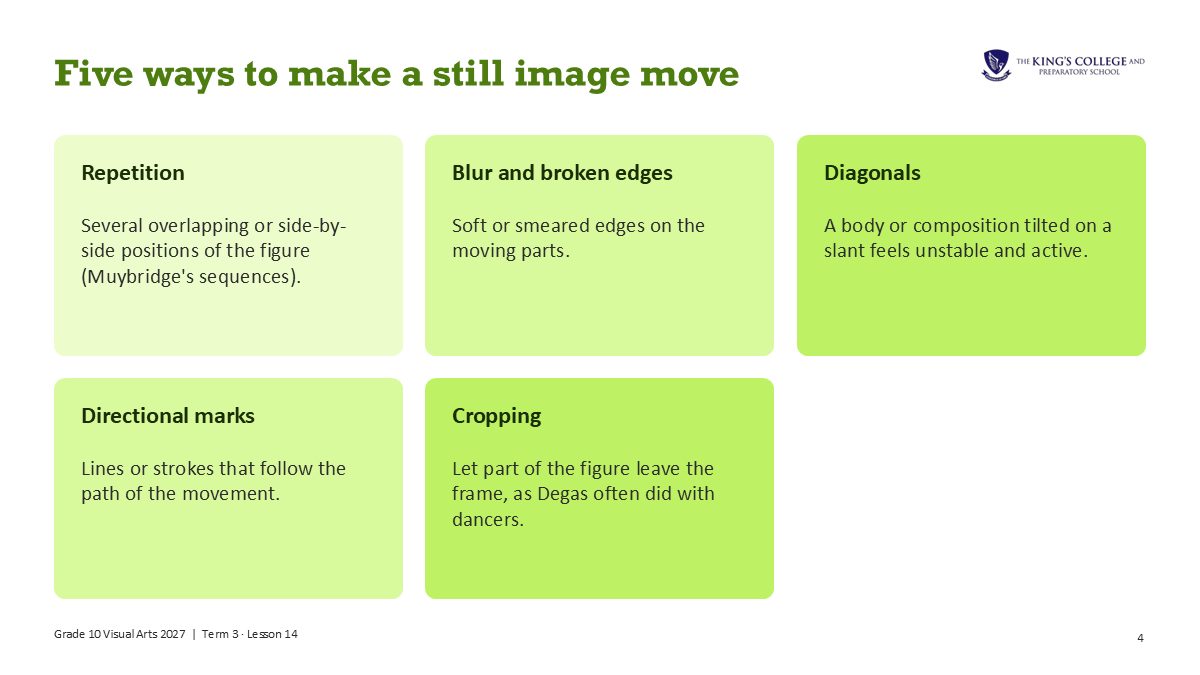 Five ways to make a still image move
THE KING'S COLLEGE AND
PREPARATORY SCHOOL
Repetition
Several overlapping or side-by-
side positions of the figure
(Muybridge's sequences).
Blur and broken edges
Soft or smeared edges on the
moving parts.
Diagonals
A body or composition tilted on a
slant feels unstable and active.
Directional marks
Lines or strokes that follow the
path of the movement.
Cropping
Let part of the figure leave the
frame, as Degas often did with
dancers.
Grade 10 Visual Arts 2027 | Term 3 · Lesson 14
4